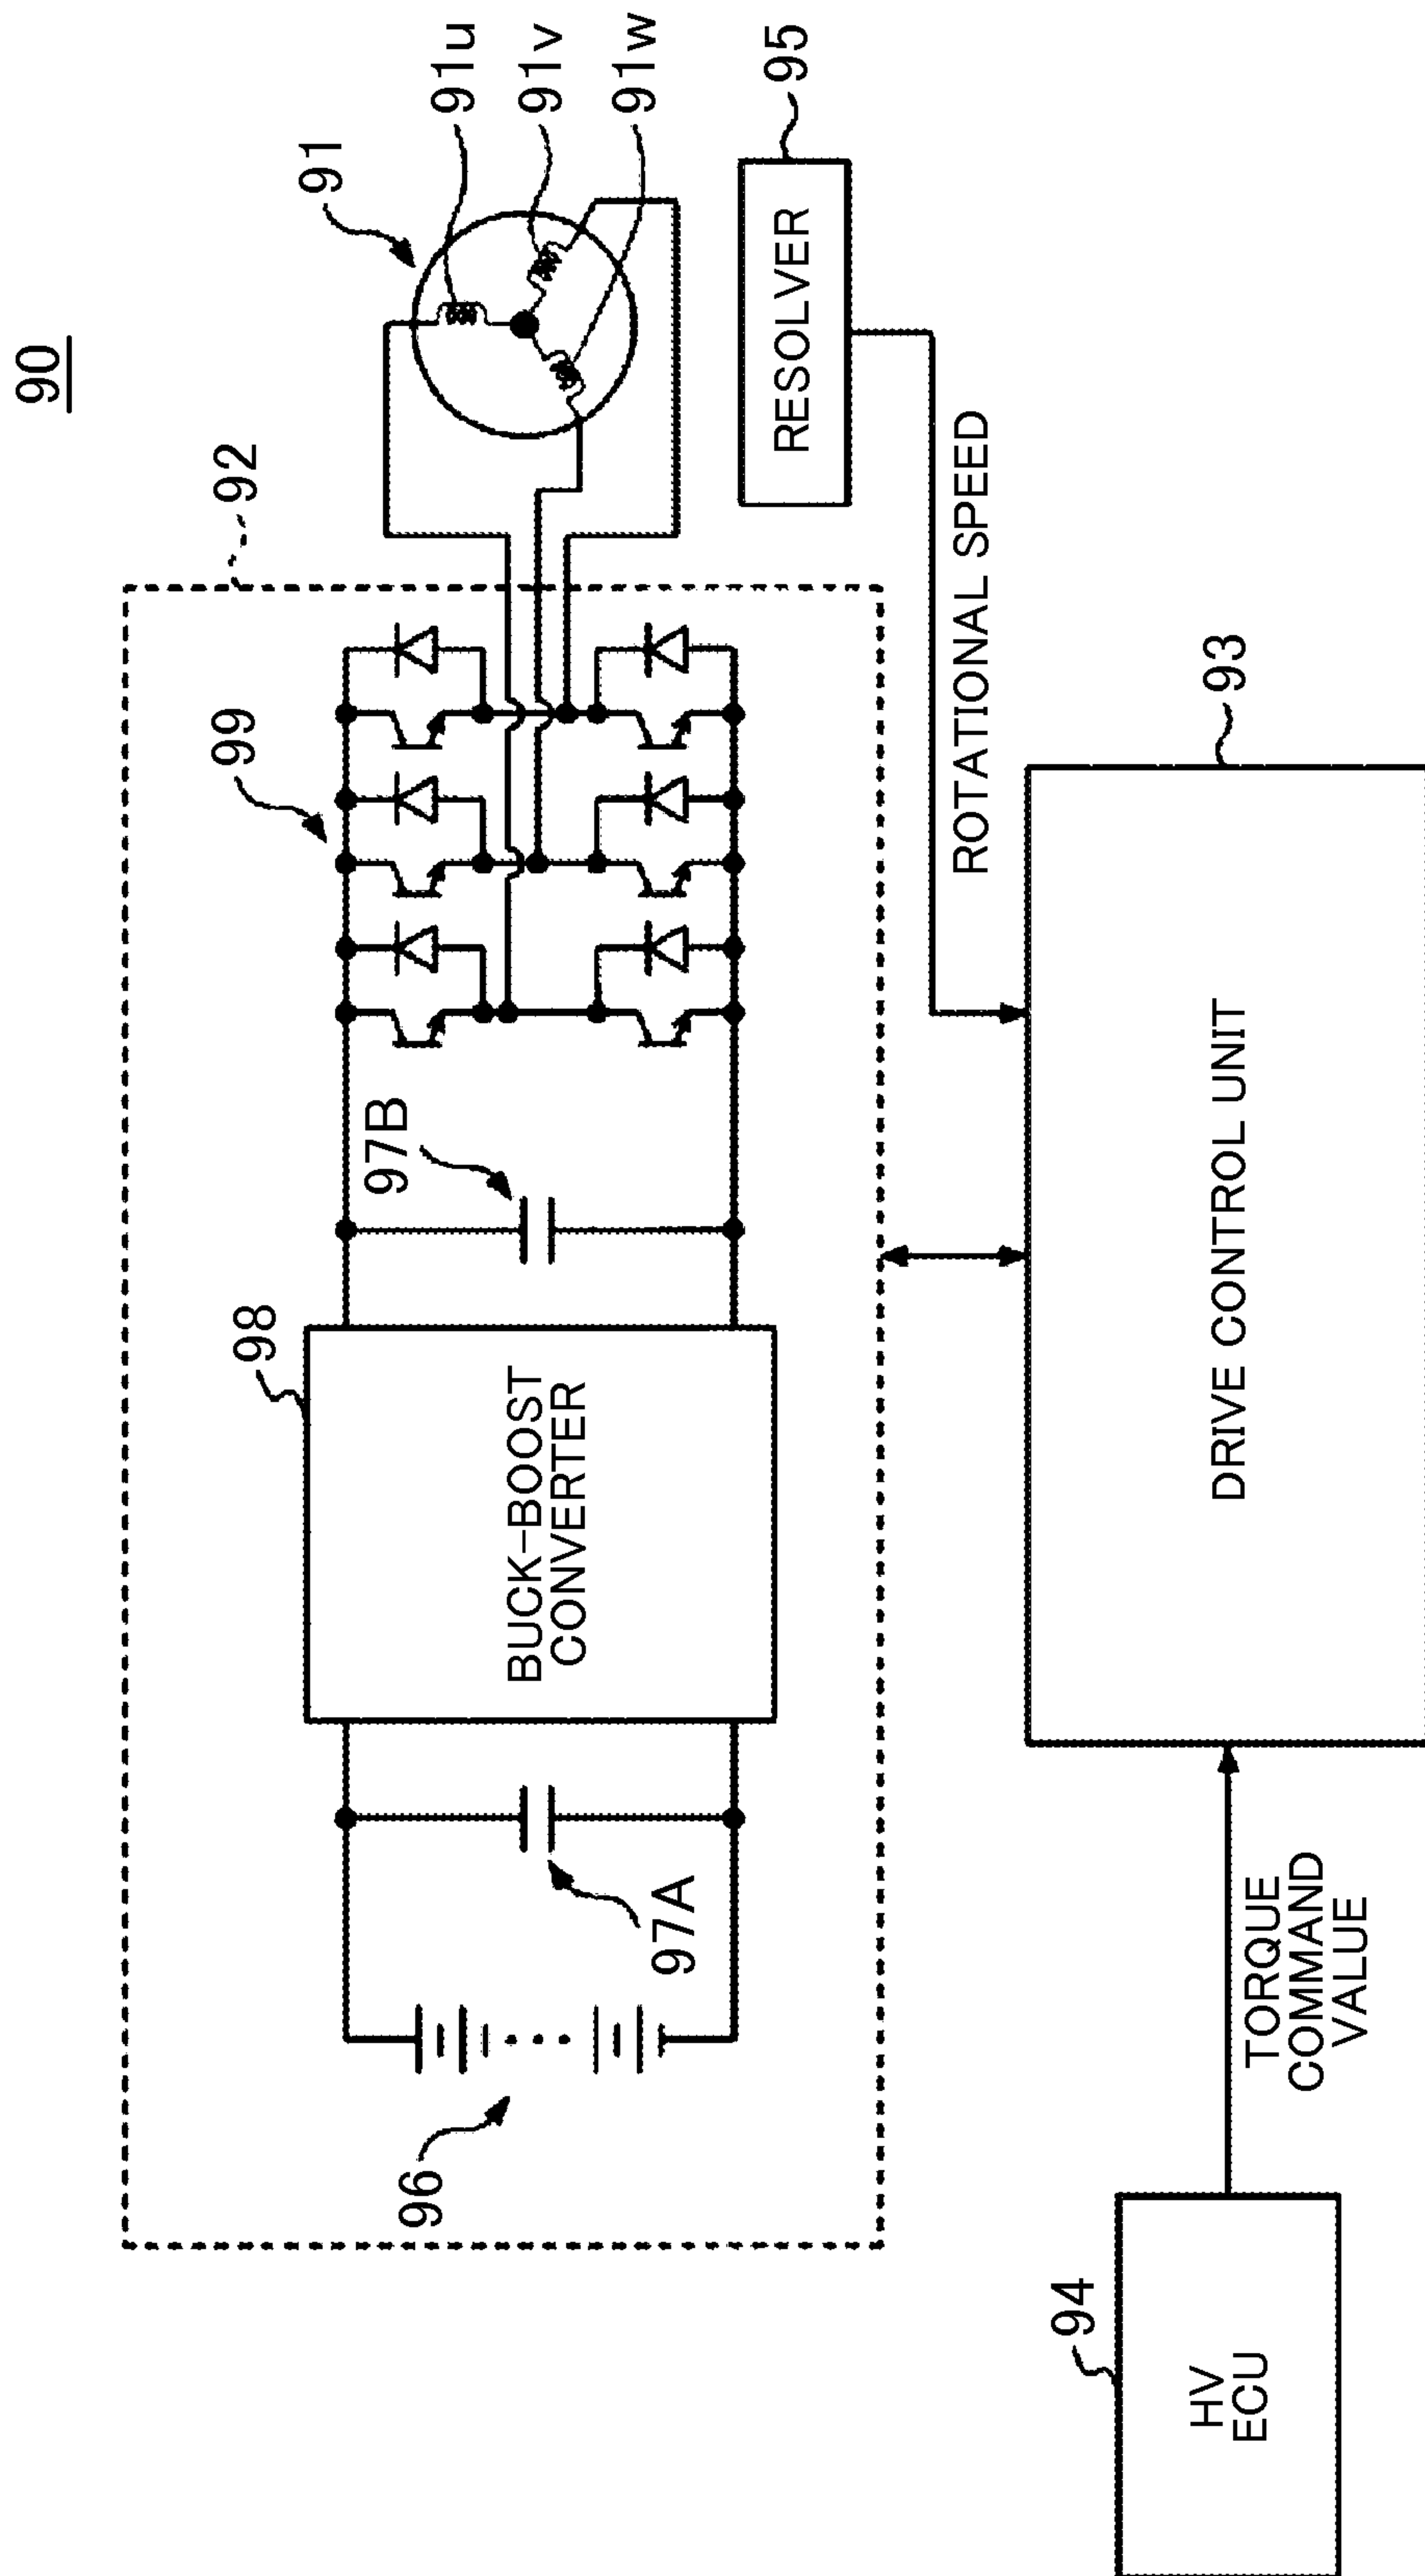 90
91
91u
91v
91w
92
99
97B
98
BUCK-BOOST
CONVERTER
97A
96
95
RESOLVER
ROTATIONAL SPEED
93
DRIVE CONTROL UNIT
TORQUE
COMMAND
VALUE
94
HV
ECU